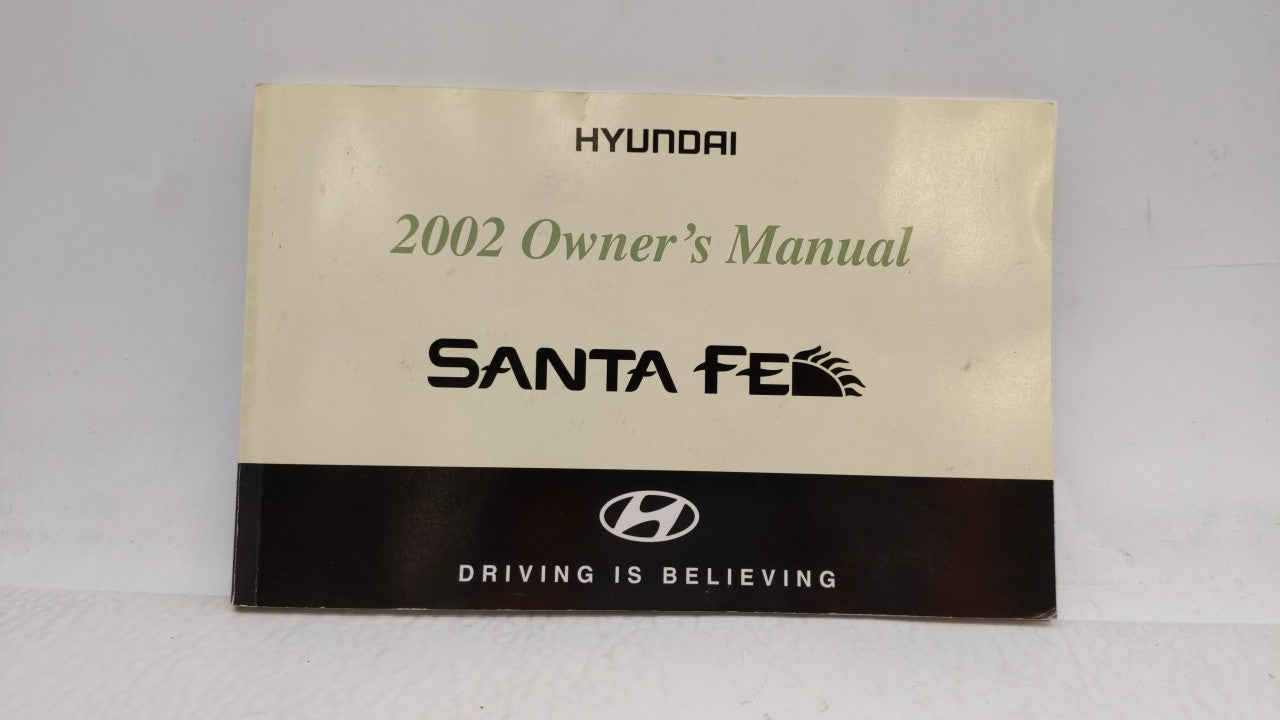 HYUNDAI
2002 Owner's Manual
SANTA FE
DRIVING IS BELIEVING